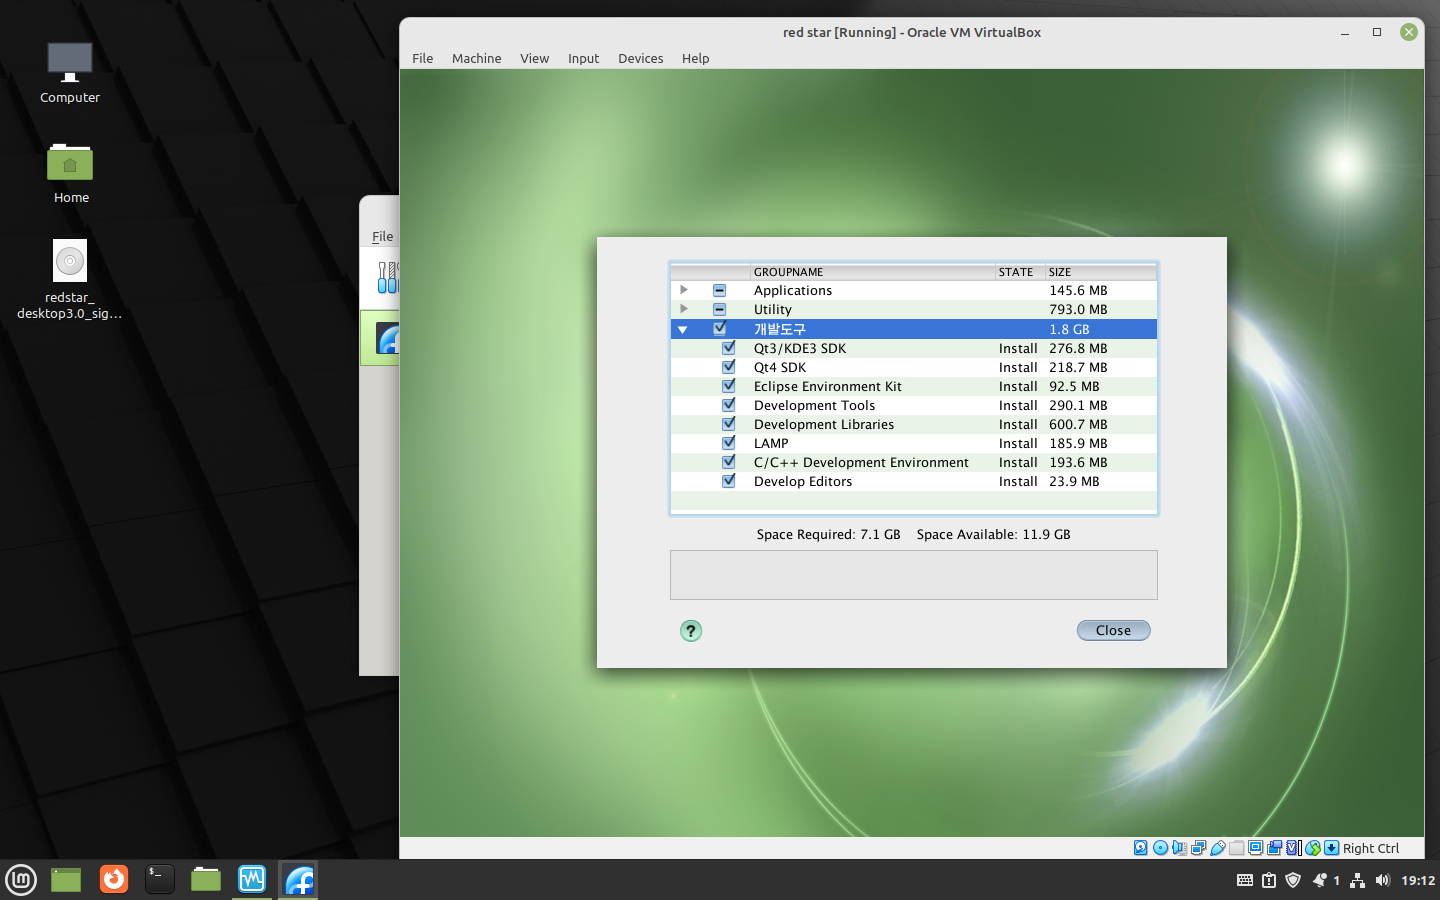 Computer
Home
redstar_
desktop3.0_sig...
File
red star [Running] - Oracle VM VirtualBox
File Machine View Input Devices Help
GROUPNAME STATE SIZE
Applications 145.6 MB
Utility 793.0 MB
개발도구 1.8 GB
Qt3/KDE3 SDK Install 276.8 MB
Qt4 SDK Install 218.7 MB
Eclipse Environment Kit Install 92.5 MB
Development Tools Install 290.1 MB
Development Libraries Install 600.7 MB
LAMP Install 185.9 MB
C/C++ Development Environment Install 193.6 MB
Develop Editors Install 23.9 MB
Space Required: 7.1 GB Space Available: 11.9 GB
? Close
Right Ctrl
1 19:12